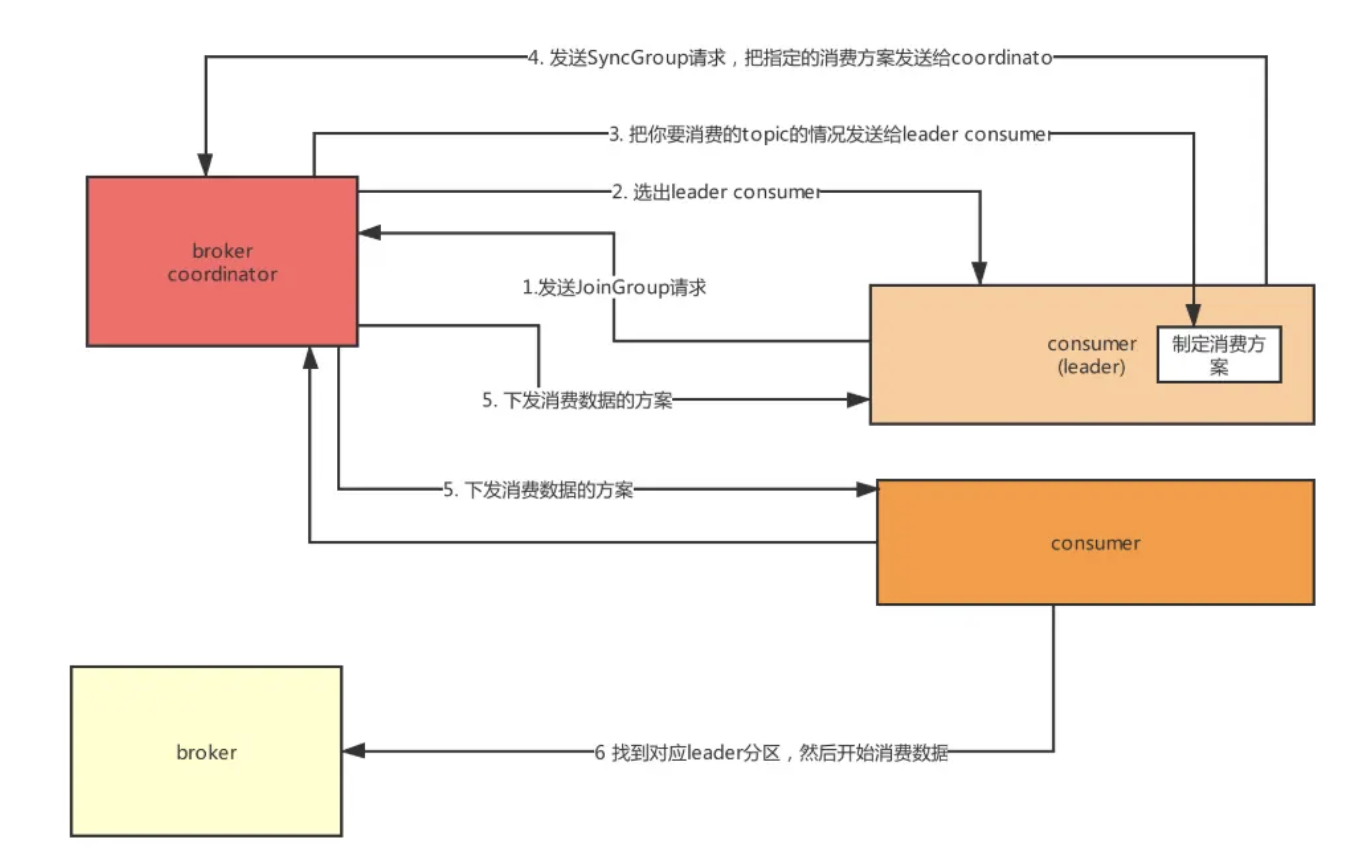 4. 发送SyncGroup请求，把指定的消费方案发送给coordinato
3. 把你要消费的topic的情况发送给leader consumer
2. 选出leader consumer
broker
coordinator
1.发送JoinGroup请求
consumer
(leader)
制定消费方
案
5. 下发消费数据的方案
5. 下发消费数据的方案
consumer
broker
6 找到对应leader分区，然后开始消费数据